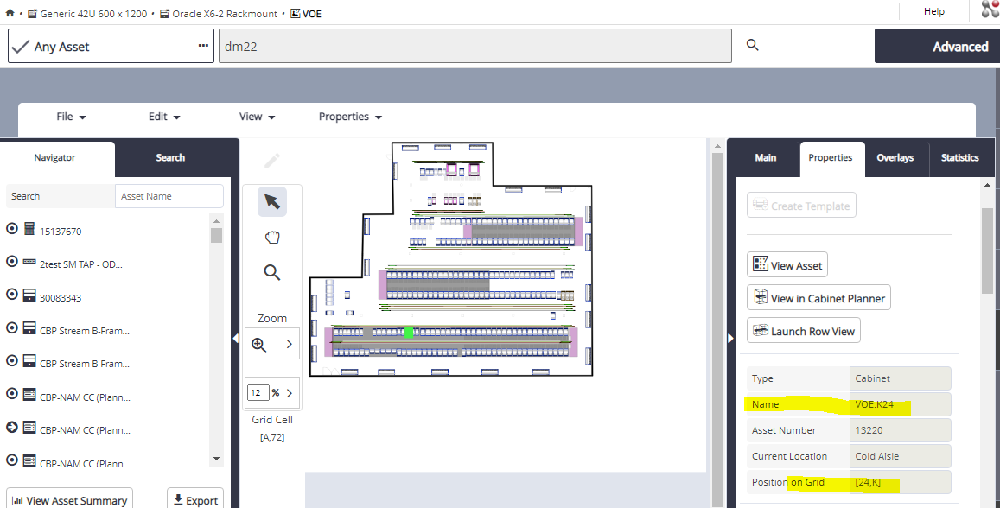 Generic 42U 600 x 1200 • Oracle X6-2 Rackmount • VOE
Help
Any Asset ••• dm22
Advanced
File Edit View Properties
Navigator Search
Search Asset Name
15137670
2test SM TAP - OD...
30083343
CBP Stream B-Fram...
CBP Stream B-Fram...
CBP-NAM CC (Plann...
CBP-NAM CC (Plann...
CBP-NAM CC (Plann
View Asset Summary Export
Zoom
12 %
Grid Cell
[A,72]
Main Properties Overlays Statistics
Create Template
View Asset
View in Cabinet Planner
Launch Row View
Type Cabinet
Name VOE.K24
Asset Number 13220
Current Location Cold Aisle
Position on Grid [24,K]